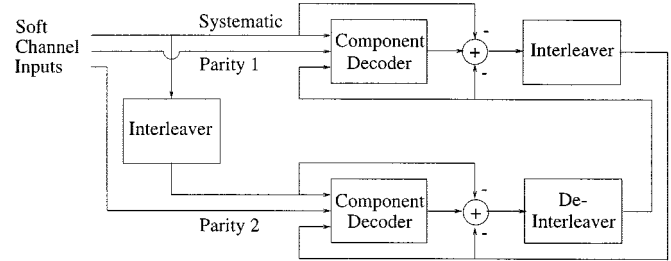 Soft
Channel
Inputs
Systematic
Parity 1
Component
Decoder
-
+
-
Interleaver
Interleaver
Parity 2
Component
Decoder
-
+
-
De-
Interleaver